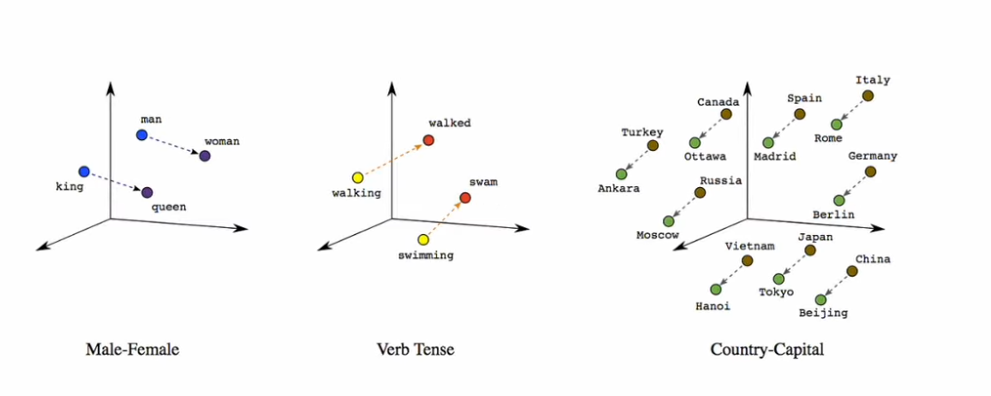 man
woman
king
queen
Male-Female
walked
walking
swam
swimming
Verb Tense
Italy
Canada
Spain
Turkey
Rome
Ottawa
Madrid
Germany
Ankara
Russia
Berlin
Moscow
Japan
Vietnam
China
Tokyo
Hanoi
Beijing
Country-Capital